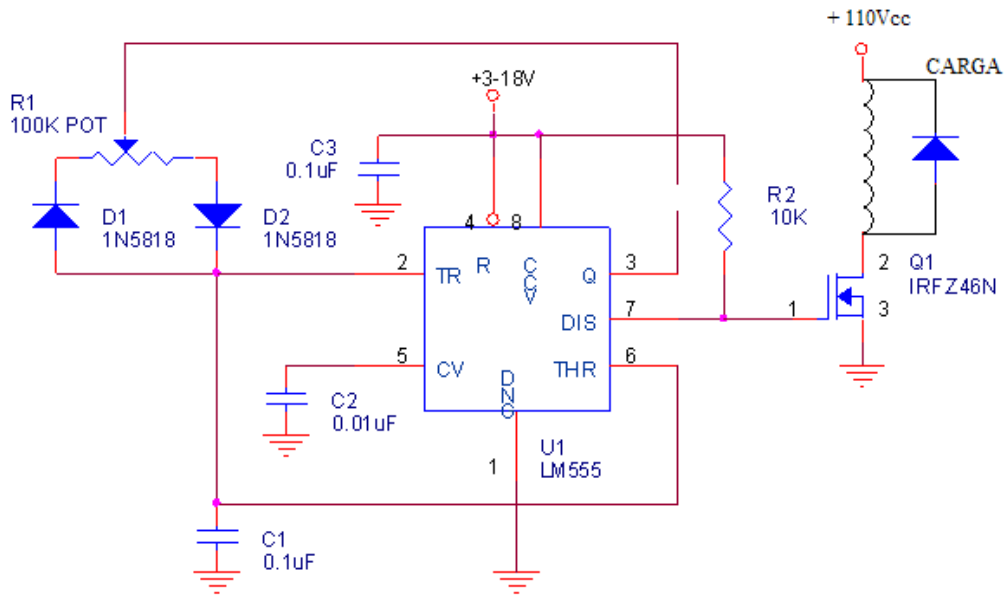 + 110Vcc
CARGA
+3-18V
R1
100K POT
C3
0.1uF
R2
10K
D1
1N5818
D2
1N5818
4
8
2
TR
R
CCV
Q
3
Q1
IRFZ46N
2
1
3
DIS
7
5
CV
THR
6
DNG
C2
0.01uF
U1
LM555
1
C1
0.1uF